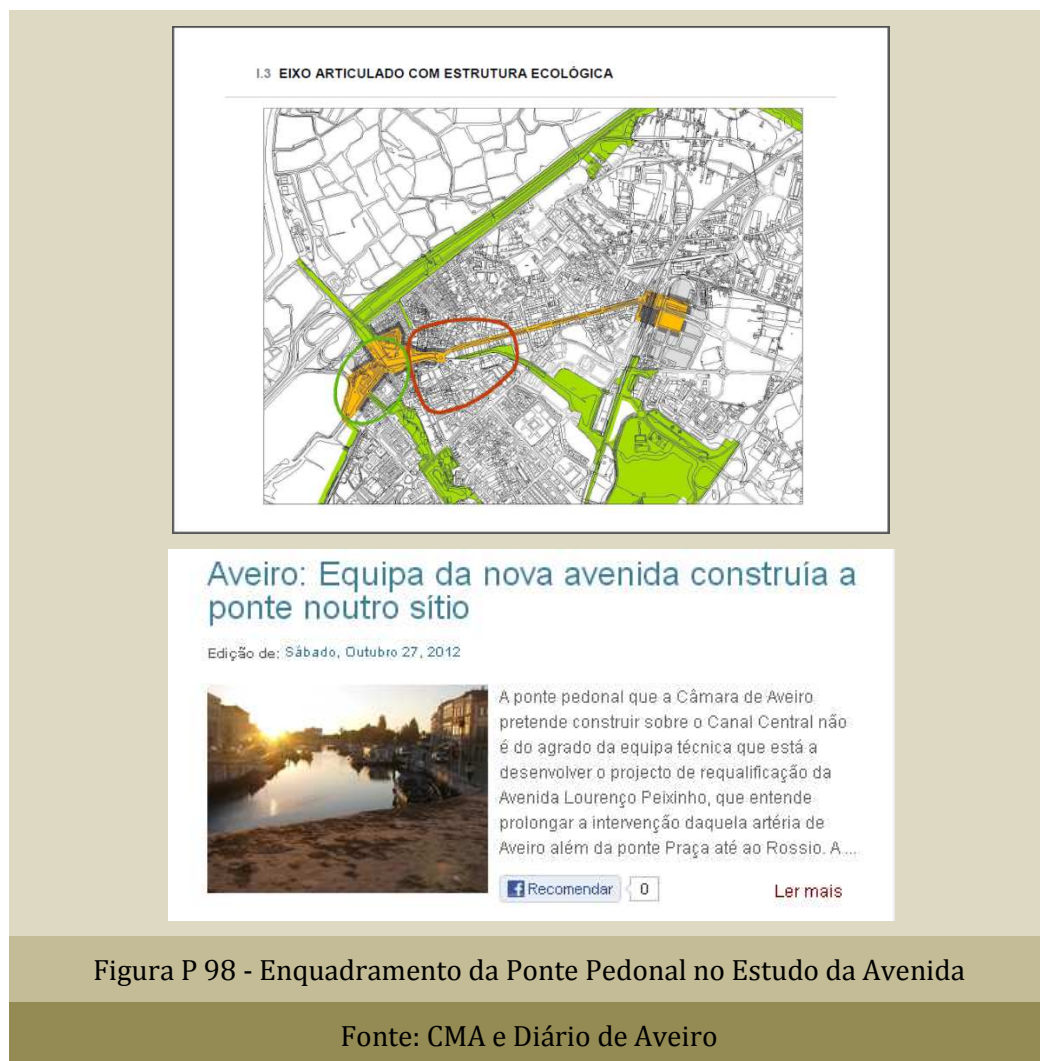 I.3 EIXO ARTICULADO COM ESTRUTURA ECOLÓGICA
Aveiro: Equipa da nova avenida construía a
ponte noutro sítio
Edição de: Sábado, Outubro 27, 2012
A ponte pedonal que a Câmara de Aveiro
pretende construir sobre o Canal Central não
é do agrado da equipa técnica que está a
desenvolver o projecto de requalificação da
Avenida Lourenço Peixinho, que entende
prolongar a intervenção daquela artéria de
Aveiro além da ponte Praça até ao Rossio. A ...
Recomendar 0
Ler mais
Figura P 98 - Enquadramento da Ponte Pedonal no Estudo da Avenida
Fonte: CMA e Diário de Aveiro